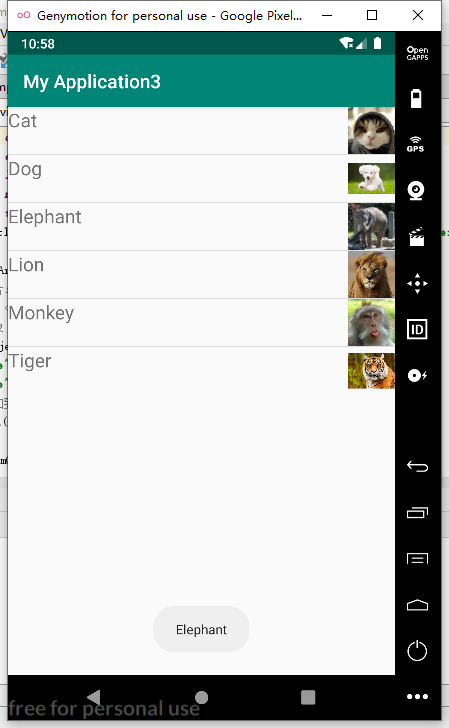 Genymotion for personal use - Google Pixel...
10:58
Open
GAPPS
My Application3
Cat
GPS
Dog
Elephant
Lion
Monkey
ID
Tiger
Elephant
free for personal use